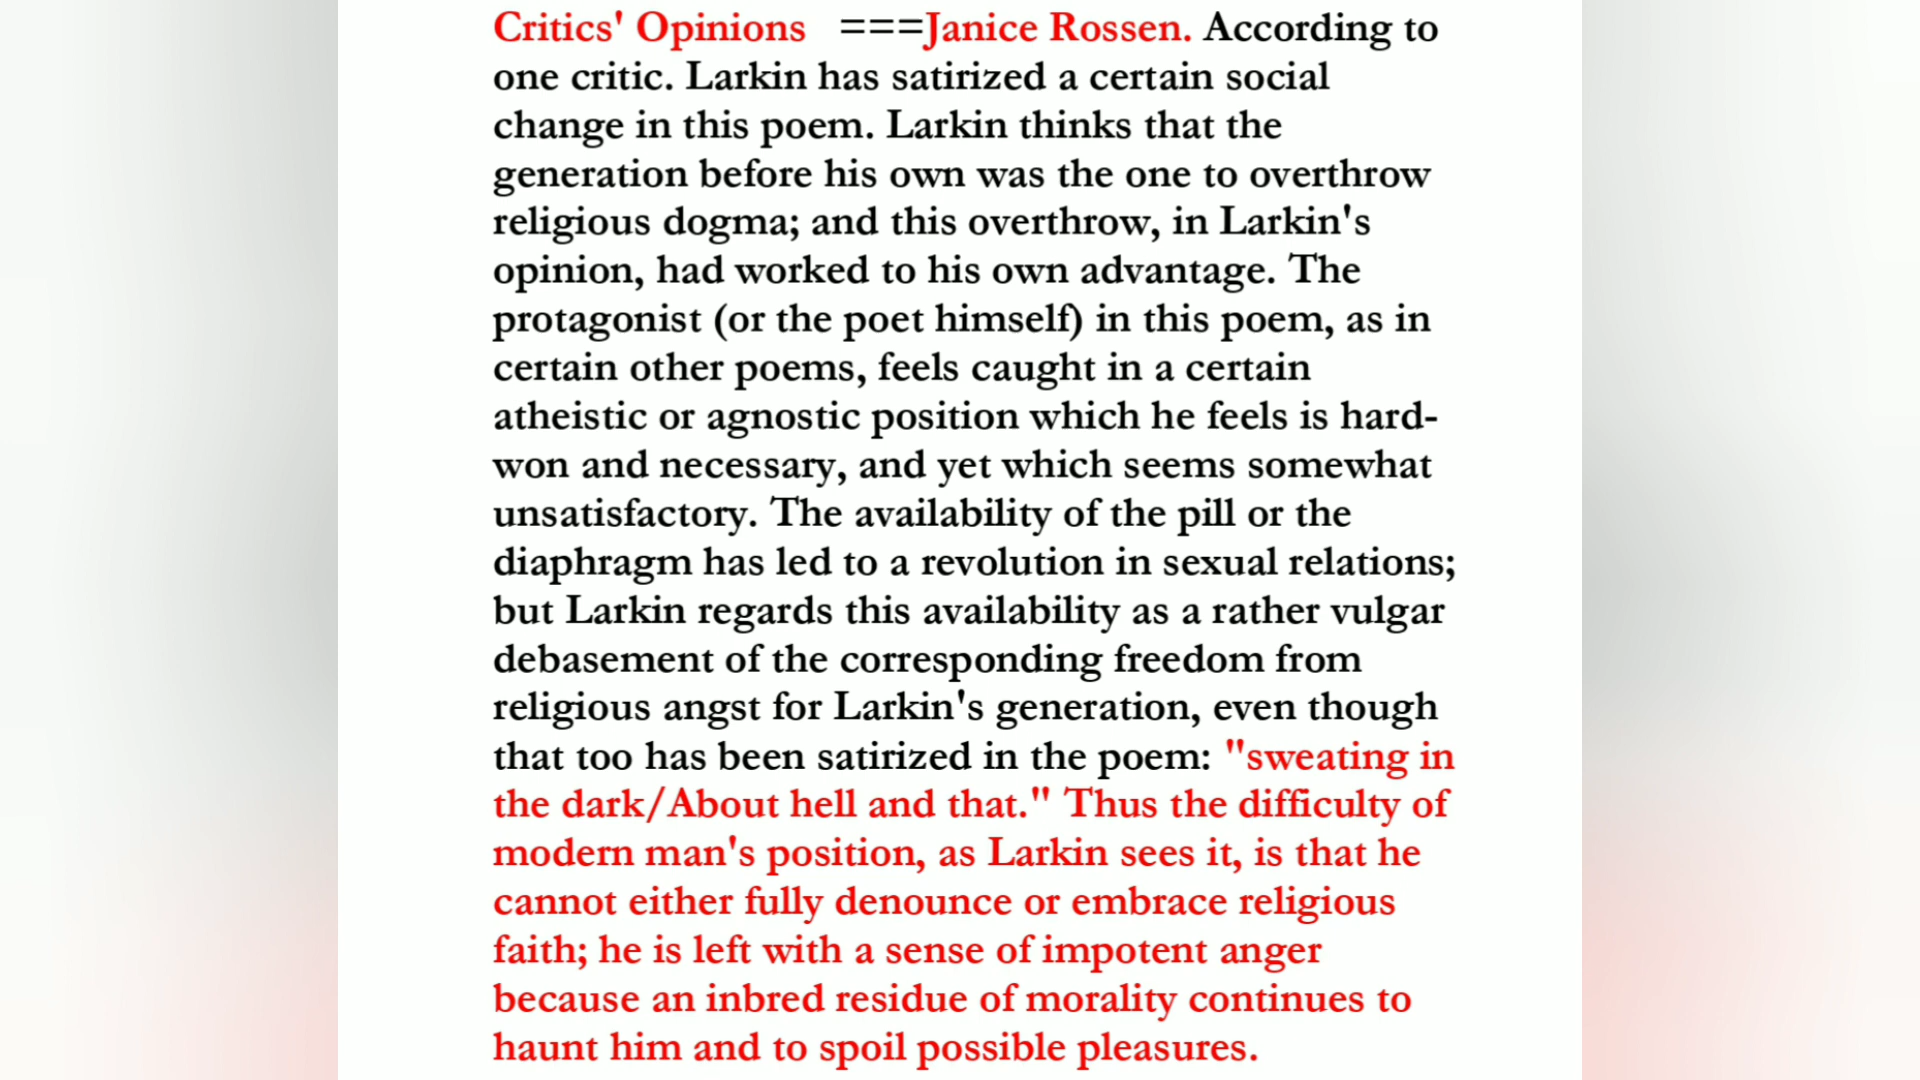 Critics' Opinions ===Janice Rossen. According to
one critic. Larkin has satirized a certain social
change in this poem. Larkin thinks that the
generation before his own was the one to overthrow
religious dogma; and this overthrow, in Larkin's
opinion, had worked to his own advantage. The
protagonist (or the poet himself) in this poem, as in
certain other poems, feels caught in a certain
atheistic or agnostic position which he feels is hard-
won and necessary, and yet which seems somewhat
unsatisfactory. The availability of the pill or the
diaphragm has led to a revolution in sexual relations;
but Larkin regards this availability as a rather vulgar
debasement of the corresponding freedom from
religious angst for Larkin's generation, even though
that too has been satirized in the poem: "sweating in
the dark/About hell and that." Thus the difficulty of
modern man's position, as Larkin sees it, is that he
cannot either fully denounce or embrace religious
faith; he is left with a sense of impotent anger
because an inbred residue of morality continues to
haunt him and to spoil possible pleasures.